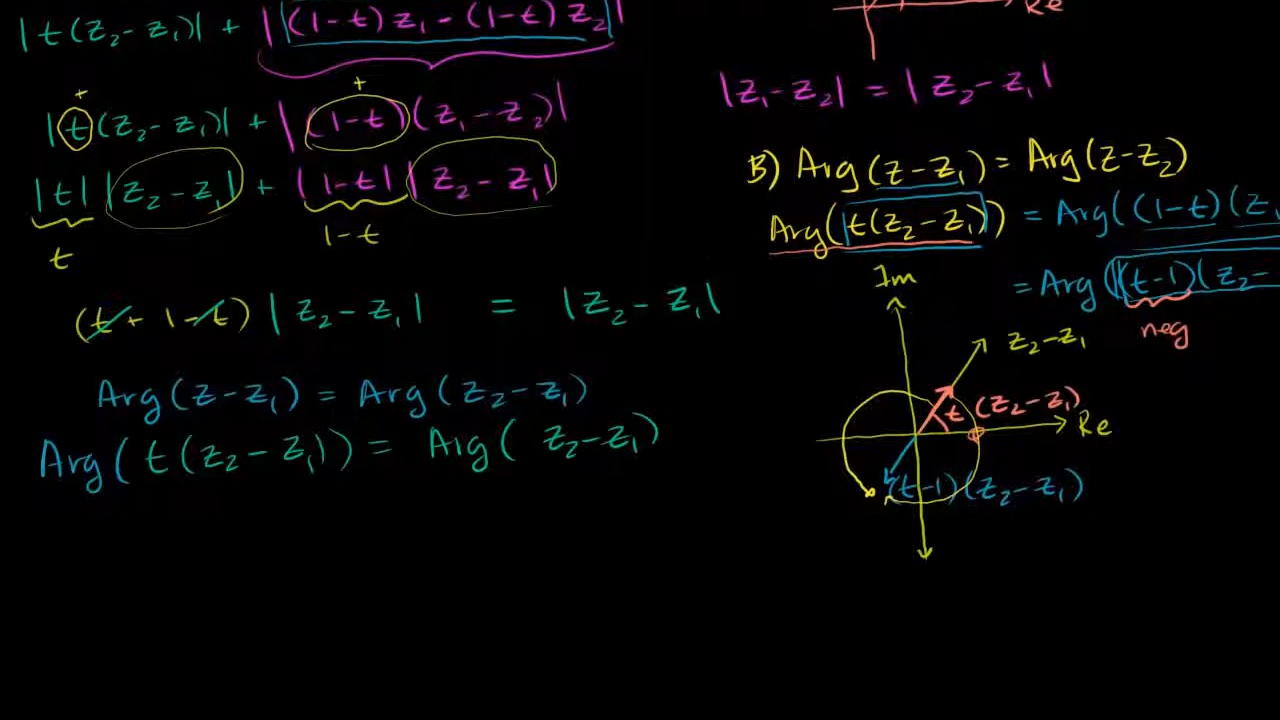 |t(z₂-z₁)| + |(1-t)z₁-(1-t)z₂|
+ +
|t(z₂-z₁)| + |(1-t)(z₁-z₂)|
|t||z₂-z₁| + |1-t||z₂-z₁|
t 1-t
(t+1-t)|z₂-z₁| = |z₂-z₁|
Arg(z-z₁) = Arg(z₂-z₁)
Arg(t(z₂-z₁)) = Arg(z₂-z₁)
Re
|z₁-z₂| = |z₂-z₁|
B) Arg(z-z₁) = Arg(z-z₂)
Arg(t(z₂-z₁)) = Arg((1-t)(z₁
= Arg((t-1)(z₂-
neg
Im
z₂-z₁
t(z₂-z₁)
Re
(t-1)(z₂-z₁)